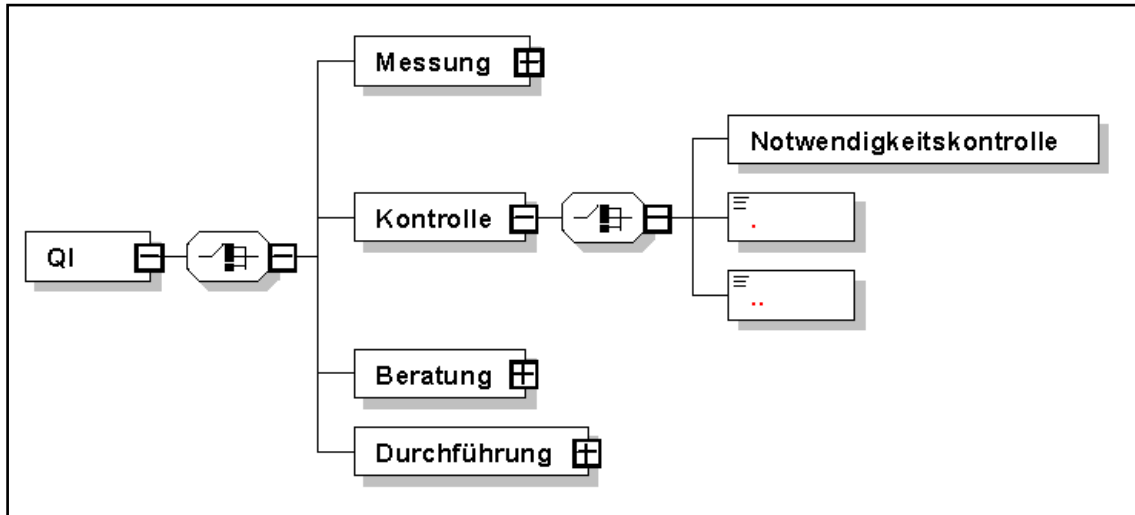 Messung
Notwendigkeitskontrolle
Kontrolle
.
QI
..
Beratung
Durchführung